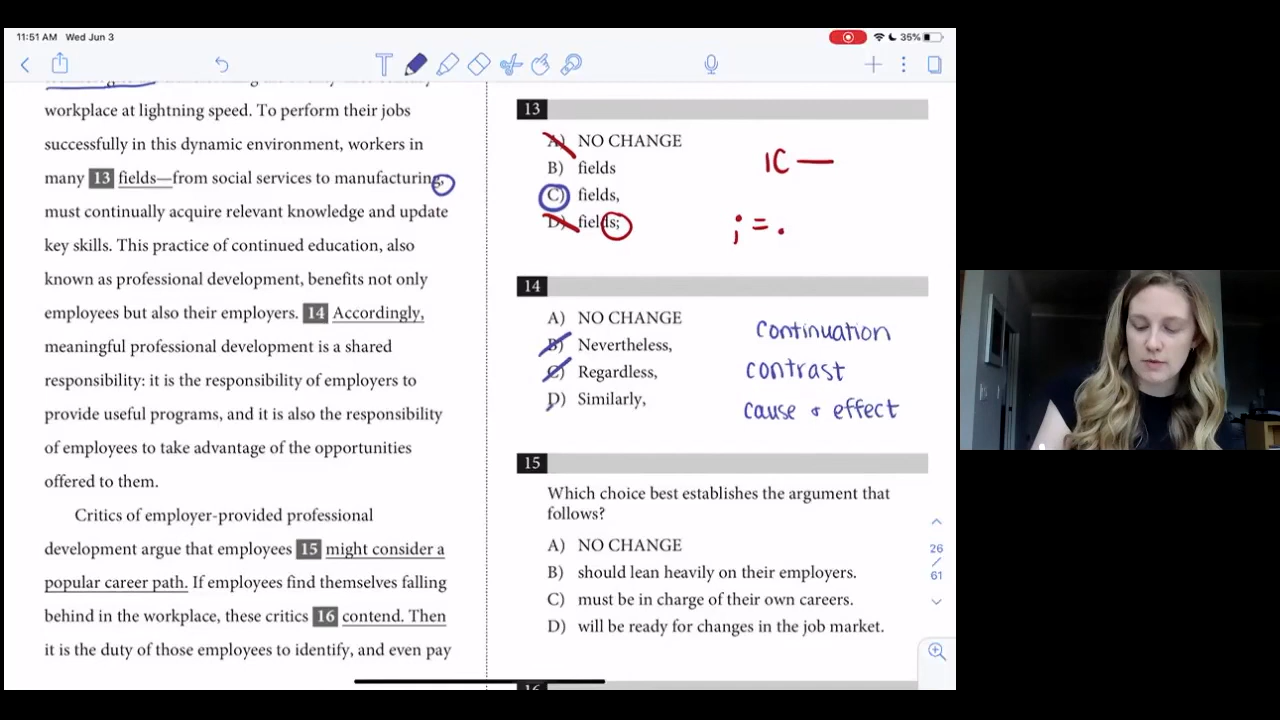 11:51 AM Wed Jun 3
35%
T
workplace at lightning speed. To perform their jobs
successfully in this dynamic environment, workers in
many 13 fields—from social services to manufacturing,
must continually acquire relevant knowledge and update
key skills. This practice of continued education, also
known as professional development, benefits not only
employees but also their employers. 14 Accordingly,
meaningful professional development is a shared
responsibility: it is the responsibility of employers to
provide useful programs, and it is also the responsibility
of employees to take advantage of the opportunities
offered to them.
Critics of employer-provided professional
development argue that employees 15 might consider a
popular career path. If employees find themselves falling
behind in the workplace, these critics 16 contend. Then
it is the duty of those employees to identify, and even pay
13
A) NO CHANGE
B) fields
C) fields,
D) fields;
IC —
; = .
14
A) NO CHANGE
B) Nevertheless,
C) Regardless,
D) Similarly,
Continuation
contrast
cause & effect
15
Which choice best establishes the argument that
follows?
A) NO CHANGE
B) should lean heavily on their employers.
C) must be in charge of their own careers.
D) will be ready for changes in the job market.
26
/
61
16